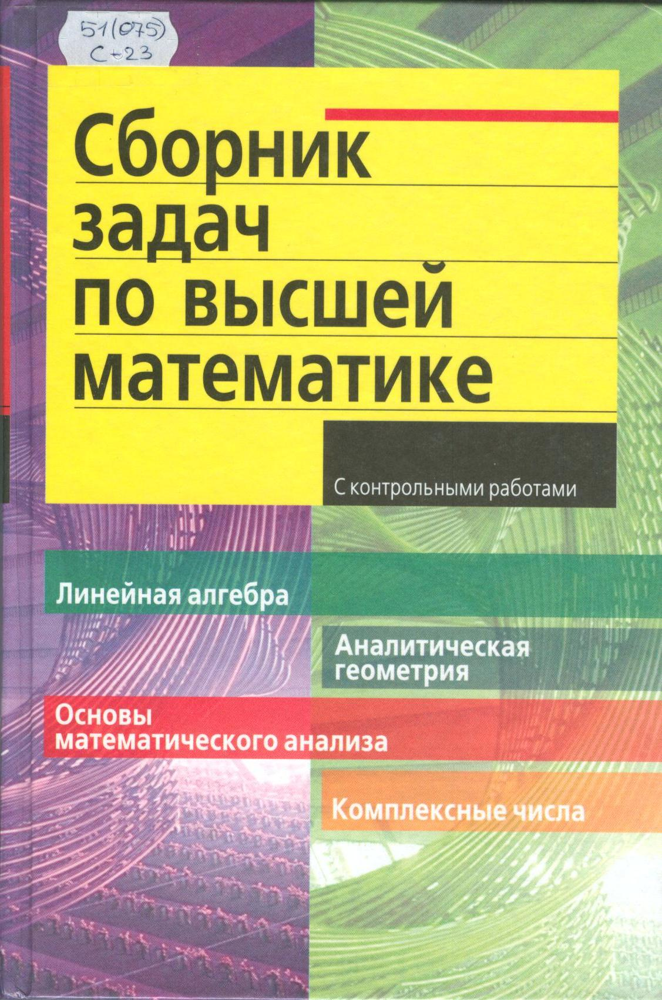 51(075)
С-23
Сборник
задач
по высшей
математике
С контрольными работами
Линейная алгебра
Аналитическая
геометрия
Основы
математического анализа
Комплексные числа